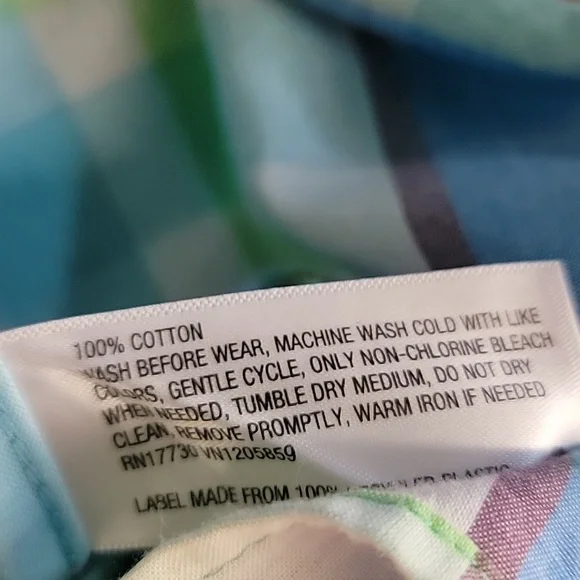 100% COTTON
WASH BEFORE WEAR, MACHINE WASH COLD WITH LIKE
COLORS, GENTLE CYCLE, ONLY NON-CHLORINE BLEACH
WHEN NEEDED, TUMBLE DRY MEDIUM, DO NOT DRY
CLEAN, REMOVE PROMPTLY, WARM IRON IF NEEDED
RN17730 VN1205859
LABEL MADE FROM 100% PLASTIC